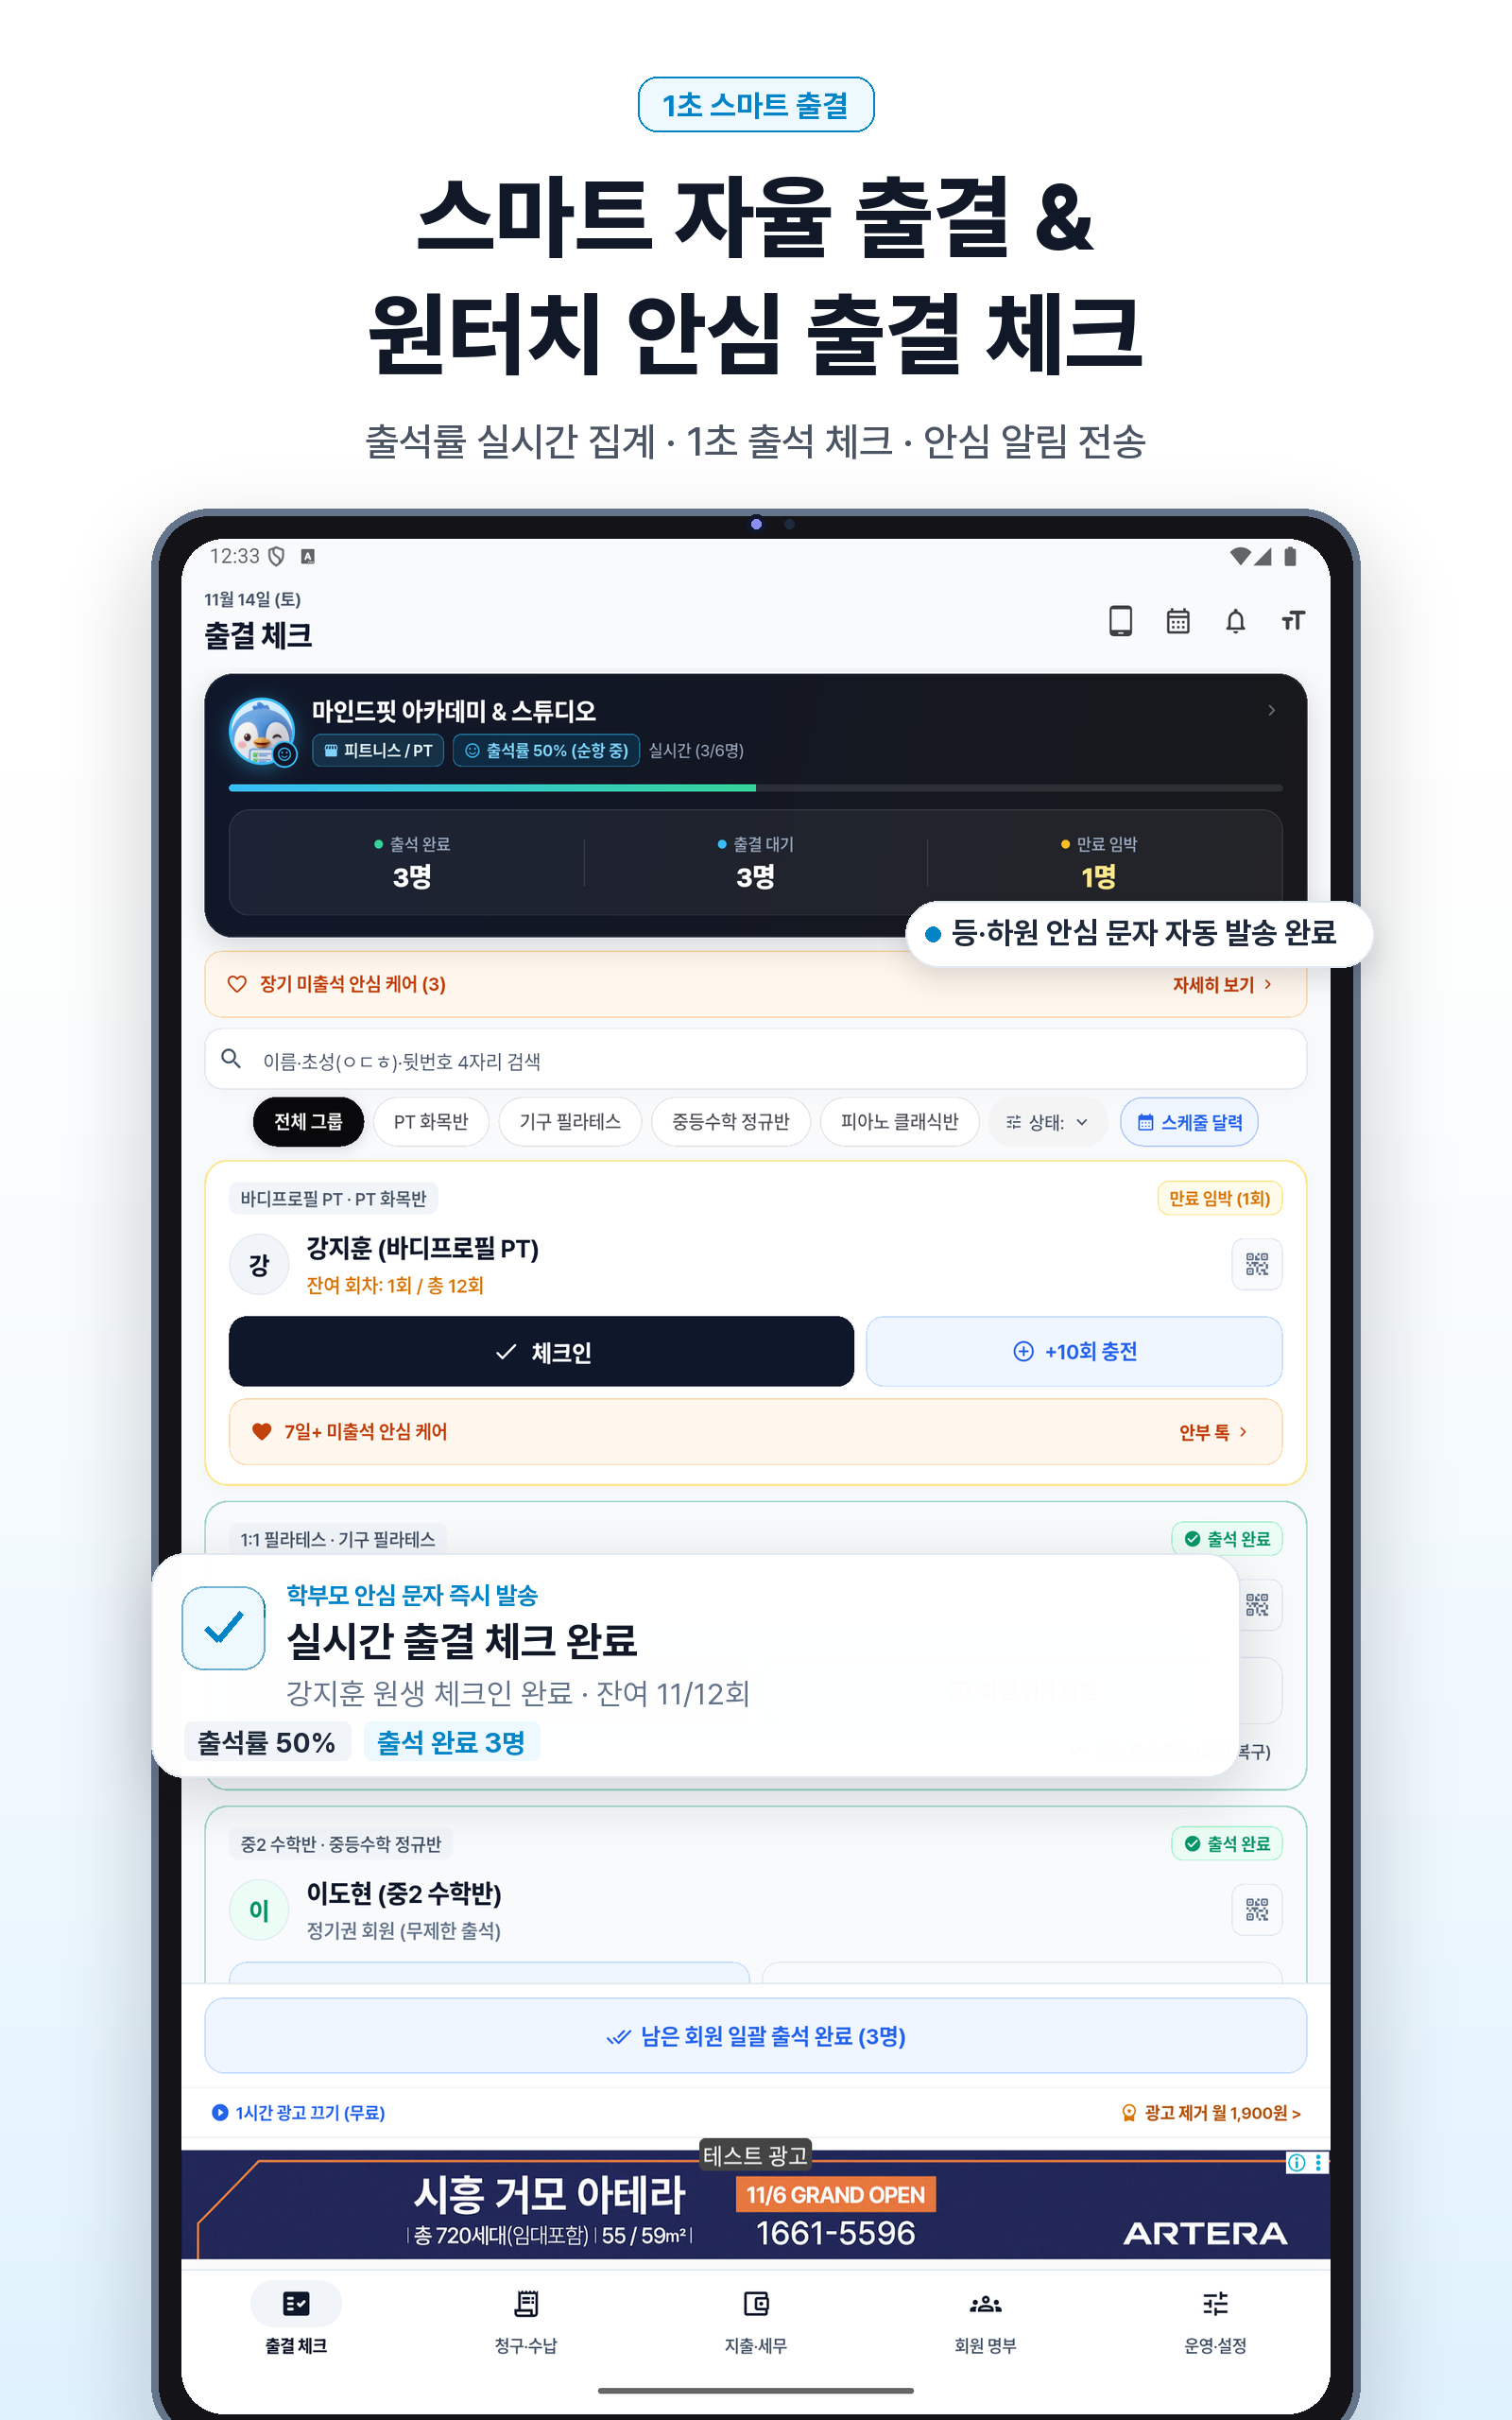 1초 스마트 출결
스마트 자율 출결 &
원터치 안심 출결 체크
출석률 실시간 집계 · 1초 출석 체크 · 안심 알림 전송
12:33
11월 14일 (토)
출결 체크
마인드핏 아카데미 & 스튜디오
피트니스 / PT
출석률 50% (순항 중)
실시간 (3/6명)
출석 완료
3명
출결 대기
3명
만료 임박
1명
등·하원 안심 문자 자동 발송 완료
장기 미출석 안심 케어 (3)
자세히 보기 >
이름·초성(ㅇㄷㅎ)·뒷번호 4자리 검색
전체 그룹
PT 화목반
기구 필라테스
중등수학 정규반
피아노 클래식반
상태:
스케줄 달력
바디프로필 PT · PT 화목반
만료 임박 (1회)
강
강지훈 (바디프로필 PT)
잔여 회차: 1회 / 총 12회
체크인
+10회 충전
7일+ 미출석 안심 케어
안부 톡 >
1:1 필라테스 · 기구 필라테스
출석 완료
학부모 안심 문자 즉시 발송
실시간 출결 체크 완료
강지훈 원생 체크인 완료 · 잔여 11/12회
출석률 50%
출석 완료 3명
복구)
중2 수학반 · 중등수학 정규반
출석 완료
이
이도현 (중2 수학반)
정기권 회원 (무제한 출석)
남은 회원 일괄 출석 완료 (3명)
1시간 광고 끄기 (무료)
광고 제거 월 1,900원 >
테스트 광고
시흥 거모 아테라
11/6 GRAND OPEN
총 720세대(임대포함) | 55 / 59m² |
1661-5596
ARTERA
출결 체크
청구·수납
지출·세무
회원 명부
운영·설정